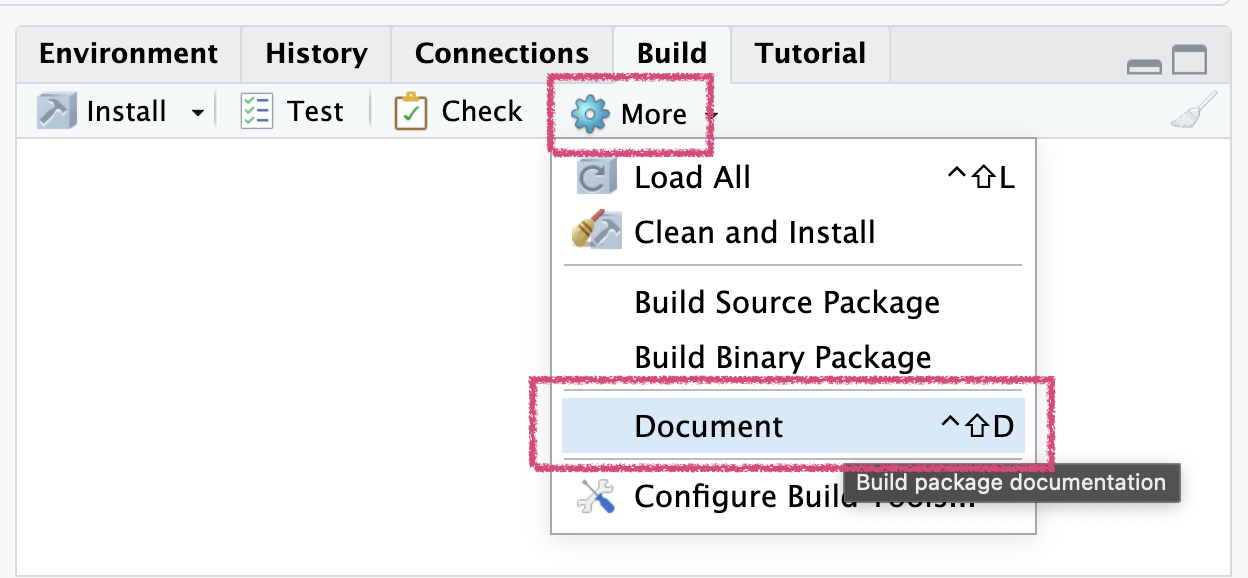 Environment History Connections Build Tutorial
Install Test Check More
Load All ^⇧L
Clean and Install
Build Source Package
Build Binary Package
Document ^⇧D
Build package documentation
Configure Build Tools...